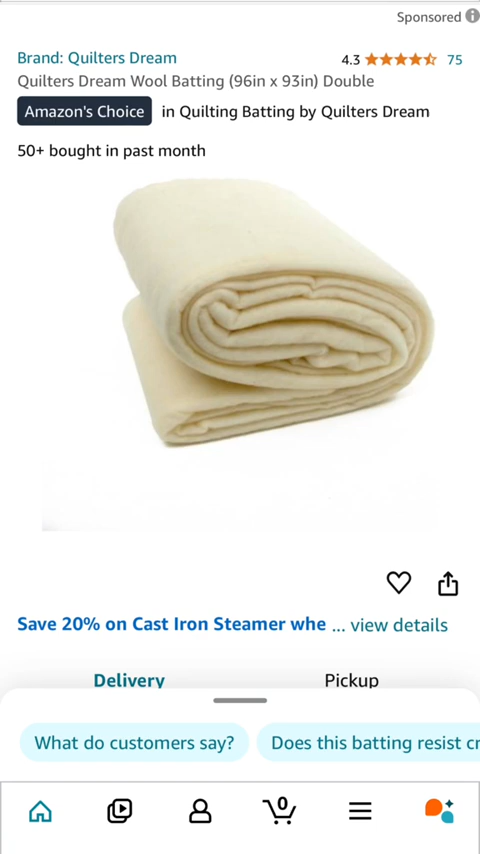 Sponsored
Brand: Quilters Dream 4.3 75
Quilters Dream Wool Batting (96in x 93in) Double
Amazon's Choice in Quilting Batting by Quilters Dream
50+ bought in past month
Save 20% on Cast Iron Steamer whe ... view details
Delivery Pickup
What do customers say? Does this batting resist cr
0